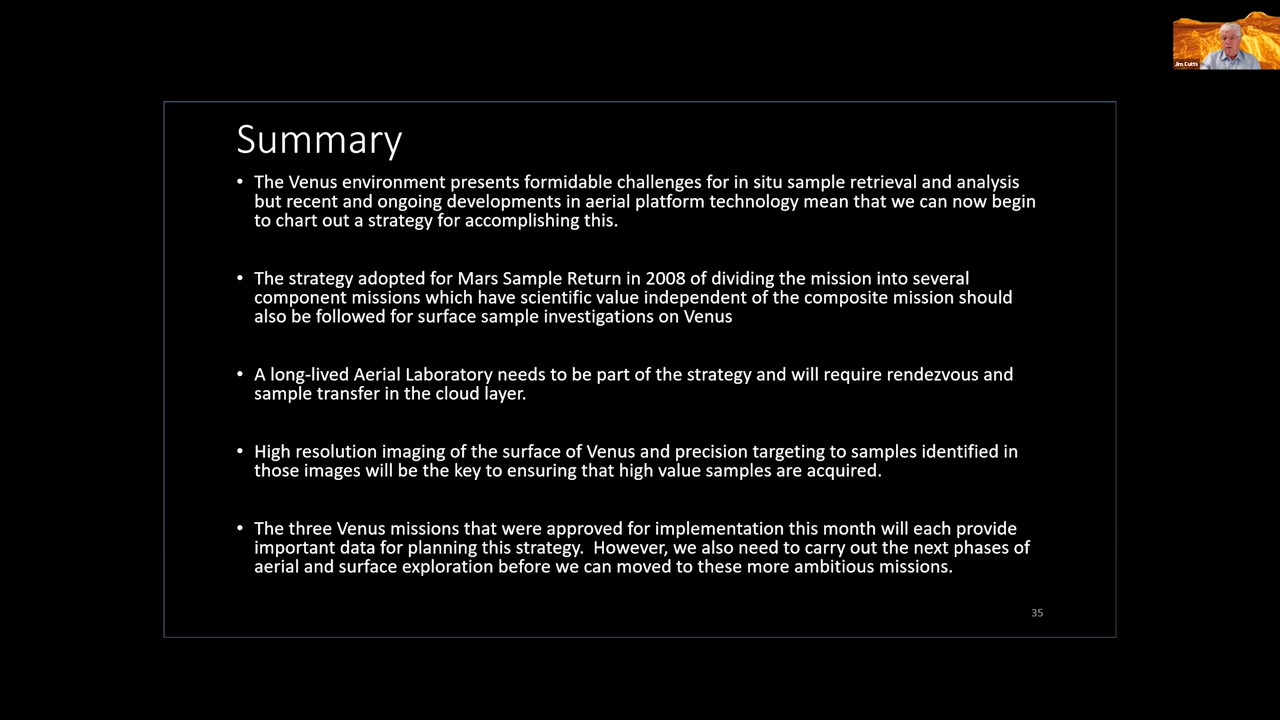 Jim Cutts
Summary
• The Venus environment presents formidable challenges for in situ sample retrieval and analysis
but recent and ongoing developments in aerial platform technology mean that we can now begin
to chart out a strategy for accomplishing this.
• The strategy adopted for Mars Sample Return in 2008 of dividing the mission into several
component missions which have scientific value independent of the composite mission should
also be followed for surface sample investigations on Venus
• A long-lived Aerial Laboratory needs to be part of the strategy and will require rendezvous and
sample transfer in the cloud layer.
• High resolution imaging of the surface of Venus and precision targeting to samples identified in
those images will be the key to ensuring that high value samples are acquired.
• The three Venus missions that were approved for implementation this month will each provide
important data for planning this strategy.  However, we also need to carry out the next phases of
aerial and surface exploration before we can moved to these more ambitious missions.
35